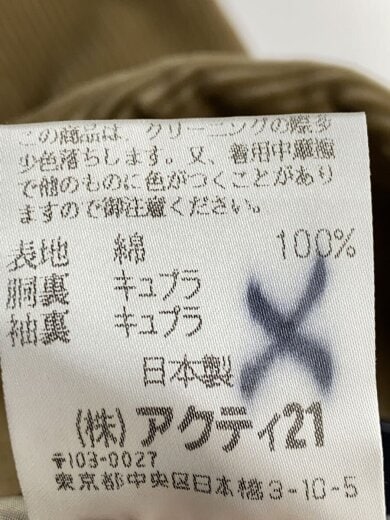 この商品は、クリーニングの際多
少色落ちします。又、着用中摩擦
で他のものに色がつくことがあり
ますので御注意ください。
表地 綿 100%
胴裏 キュプラ
袖裏 キュプラ
日本製
(株)アクティ21
〒103-0027
東京都中央区日本橋3-10-5